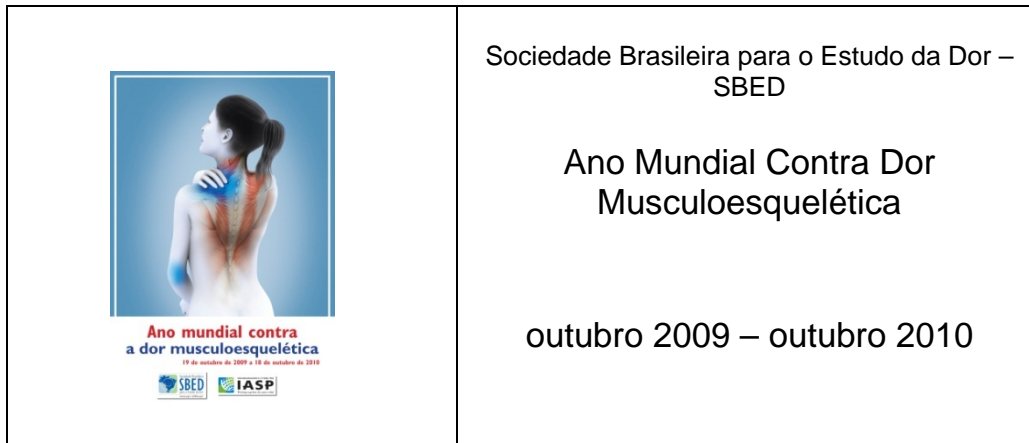 Ano mundial contra
a dor musculoesquelética
19 de outubro de 2009 a 18 de outubro de 2010
SBED
IASP
Sociedade Brasileira para o Estudo da Dor –
SBED
Ano Mundial Contra Dor
Musculoesquelética
outubro 2009 – outubro 2010